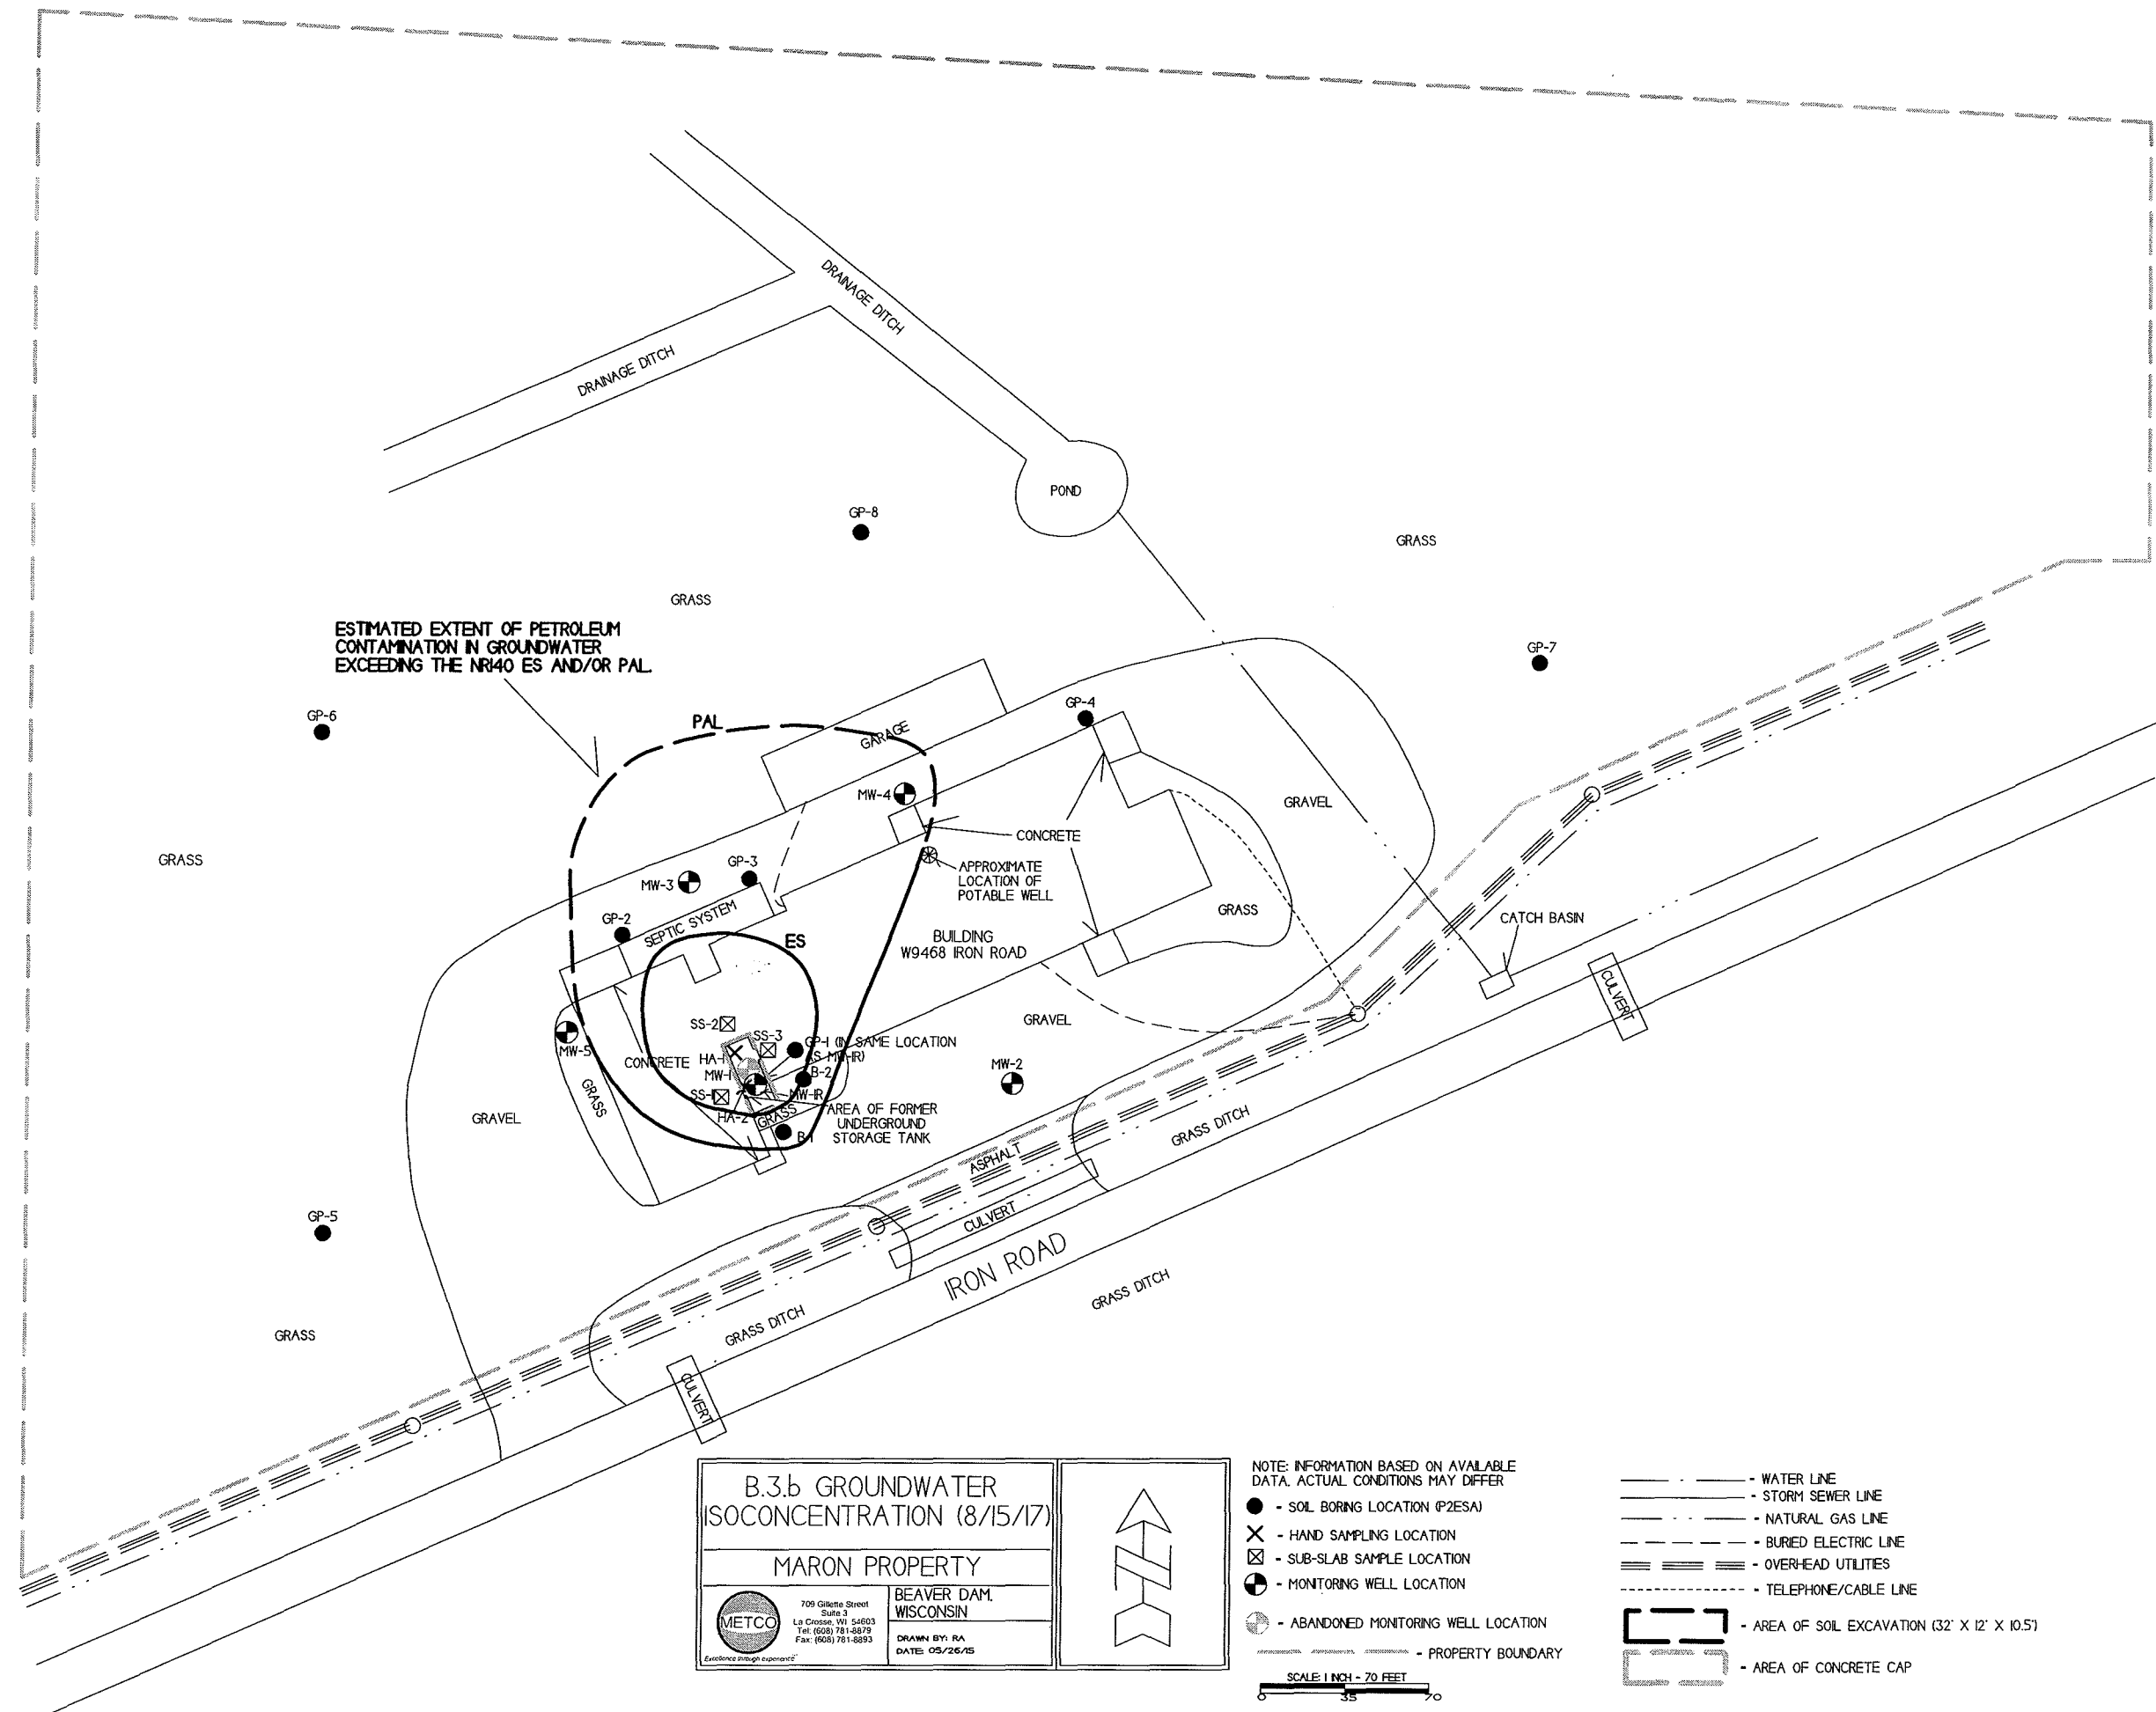 DRAINAGE DITCH
DRAINAGE DITCH
POND
GP-8
GRASS
GRASS
ESTIMATED EXTENT OF PETROLEUM
CONTAMINATION IN GROUNDWATER
EXCEEDING THE NR140 ES AND/OR PAL.
GP-7
GP-6
PAL
GP-4
GARAGE
MW-4
GRAVEL
CONCRETE
GRASS
GP-3
MW-3
APPROXIMATE
LOCATION OF
POTABLE WELL
SEPTIC SYSTEM
GP-2
GRASS
CATCH BASIN
ES
BUILDING
W9468 IRON ROAD
CULVERT
SS-2
GRAVEL
SS-3
GP-1 (IN SAME LOCATION
AS MW-1R)
MW-5
CONCRETE
HA-1
MW-1
B-2
MW-2
SS-1
MW-1R
GRASS
HA-2
GRASS
AREA OF FORMER
UNDERGROUND
STORAGE TANK
B-1
GRAVEL
GRASS DITCH
ASPHALT
GP-5
CULVERT
IRON ROAD
GRASS DITCH
GRASS DITCH
GRASS
CULVERT
B.3.b GROUNDWATER
ISOCONCENTRATION (8/15/17)
MARON PROPERTY
METCO
Excellence through experience
709 Gillette Street
Suite 3
La Crosse, WI 54603
Tel: (608) 781-8879
Fax: (608) 781-8893
BEAVER DAM,
WISCONSIN
DRAWN BY: RA
DATE: 05/26/15
N
NOTE: INFORMATION BASED ON AVAILABLE
DATA. ACTUAL CONDITIONS MAY DIFFER
- SOIL BORING LOCATION (P2ESA)
- HAND SAMPLING LOCATION
- SUB-SLAB SAMPLE LOCATION
- MONITORING WELL LOCATION
- ABANDONED MONITORING WELL LOCATION
- PROPERTY BOUNDARY
SCALE: 1 INCH - 70 FEET
0 35 70
- WATER LINE
- STORM SEWER LINE
- NATURAL GAS LINE
- BURIED ELECTRIC LINE
- OVERHEAD UTILITIES
- TELEPHONE/CABLE LINE
- AREA OF SOIL EXCAVATION (32' X 12' X 10.5')
- AREA OF CONCRETE CAP